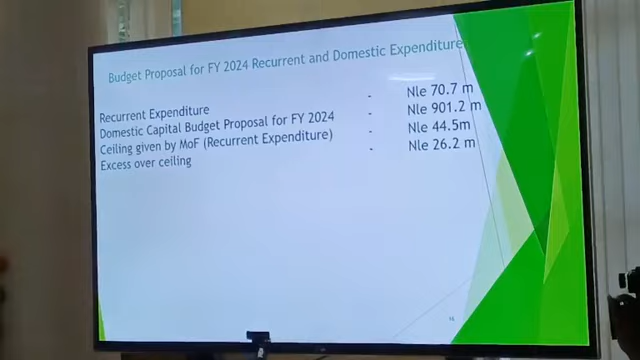 Budget Proposal for FY 2024 Recurrent and Domestic Expenditure
Recurrent Expenditure - Nle 70.7 m
Domestic Capital Budget Proposal for FY 2024 - Nle 901.2 m
Ceiling given by MoF (Recurrent Expenditure) - Nle 44.5m
Excess over ceiling - Nle 26.2 m